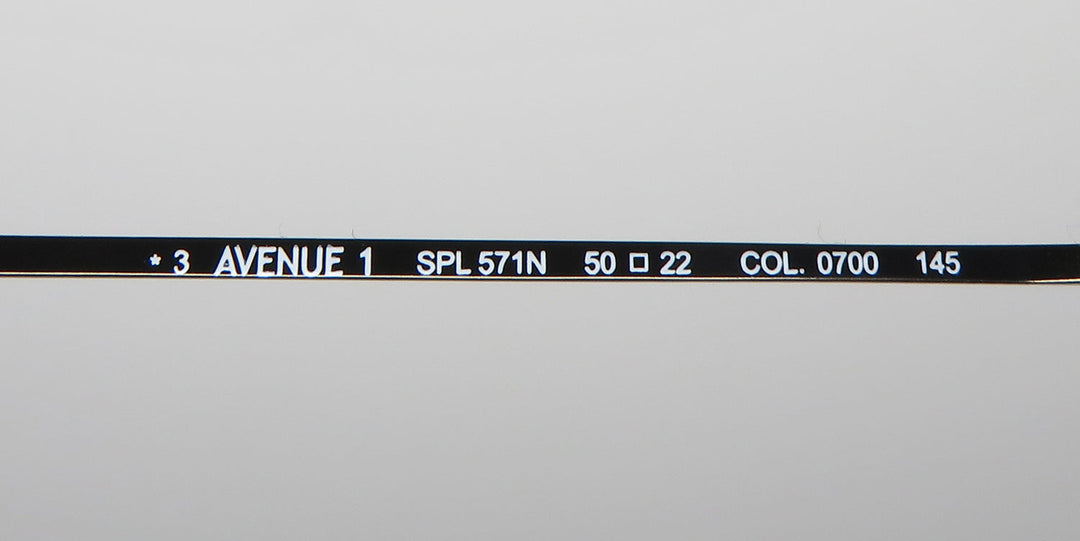 * 3 AVENUE 1 SPL 571N 50 □ 22 COL. 0700 145